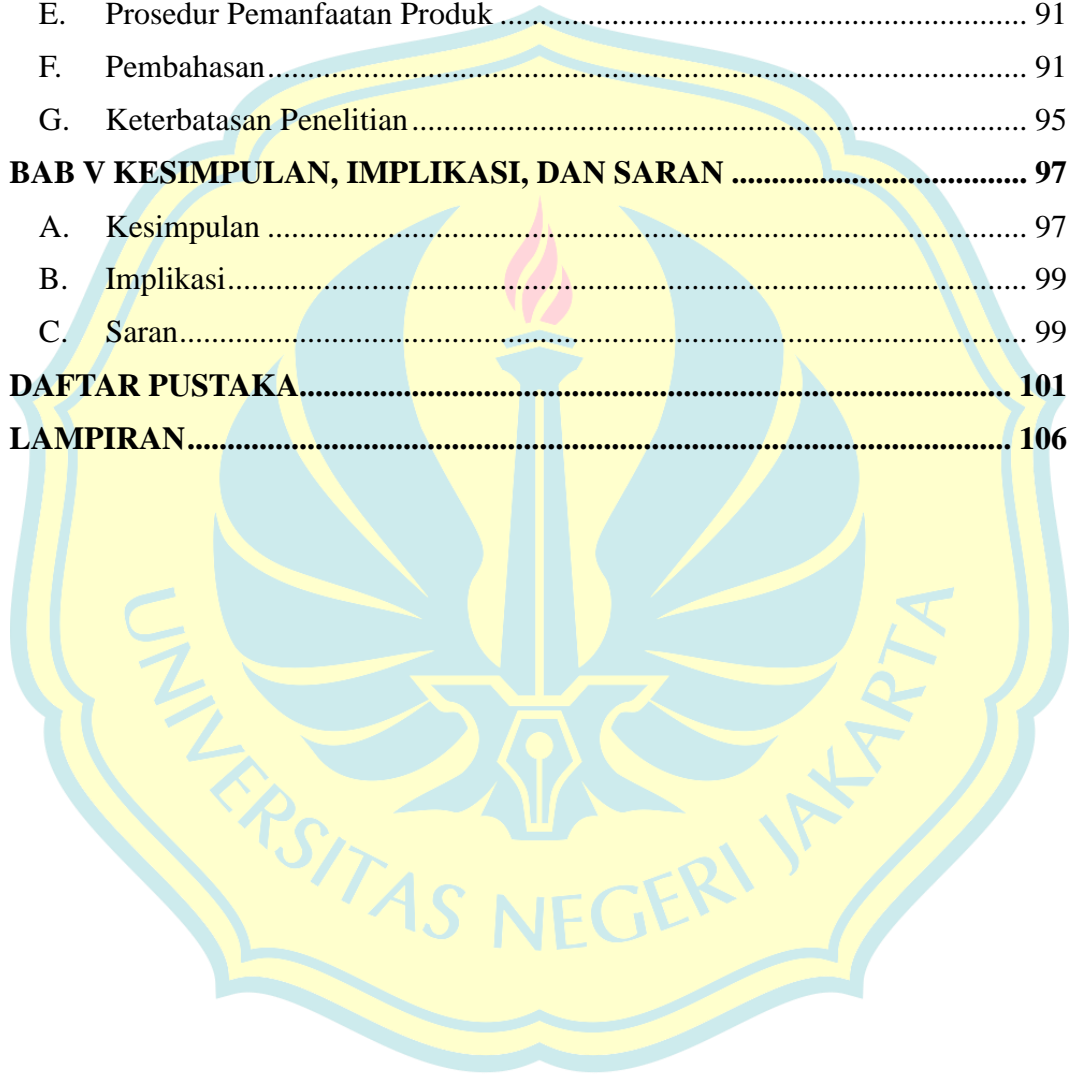 E. Prosedur Pemanfaatan Produk ........................................................................ 91
F. Pembahasan.................................................................................................... 91
G. Keterbatasan Penelitian .................................................................................. 95
BAB V KESIMPULAN, IMPLIKASI, DAN SARAN ..................................... 97
A. Kesimpulan .................................................................................................... 97
B. Implikasi......................................................................................................... 99
C. Saran............................................................................................................... 99
DAFTAR PUSTAKA......................................................................................... 101
LAMPIRAN....................................................................................................... 106
UNIVERSITAS NEGERI JAKARTA